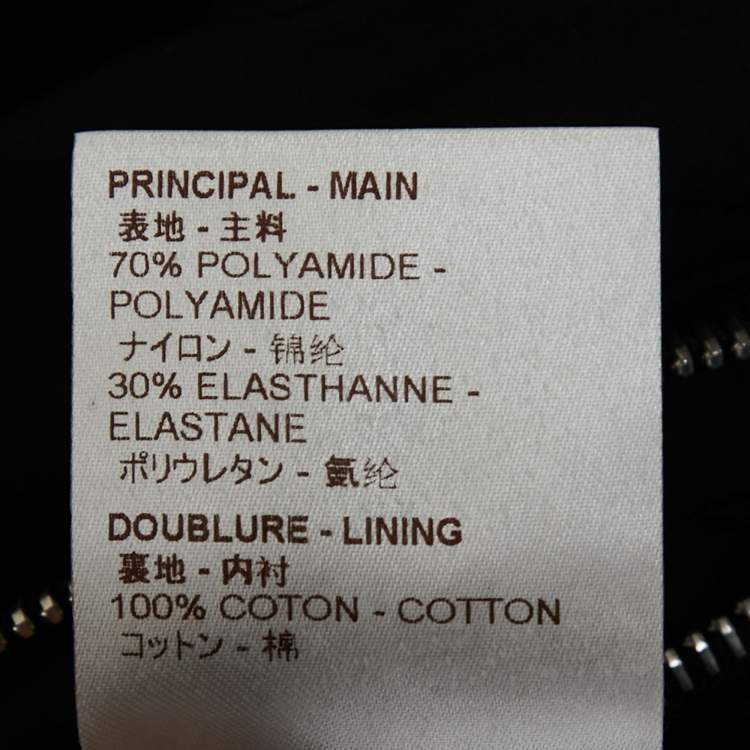 PRINCIPAL - MAIN
表地 - 主料
70% POLYAMIDE -
POLYAMIDE
ナイロン - 锦纶
30% ELASTHANNE -
ELASTANE
ポリウレタン - 氨纶
DOUBLURE - LINING
裏地 - 内衬
100% COTON - COTTON
コットン - 棉